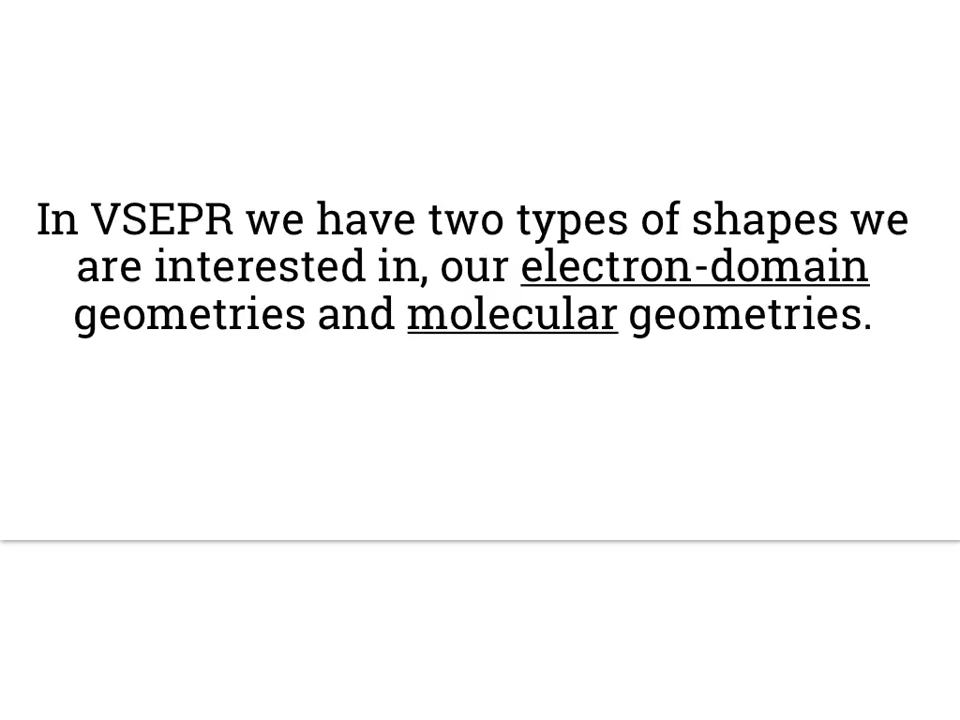 In VSEPR we have two types of shapes we
are interested in, our electron-domain
geometries and molecular geometries.